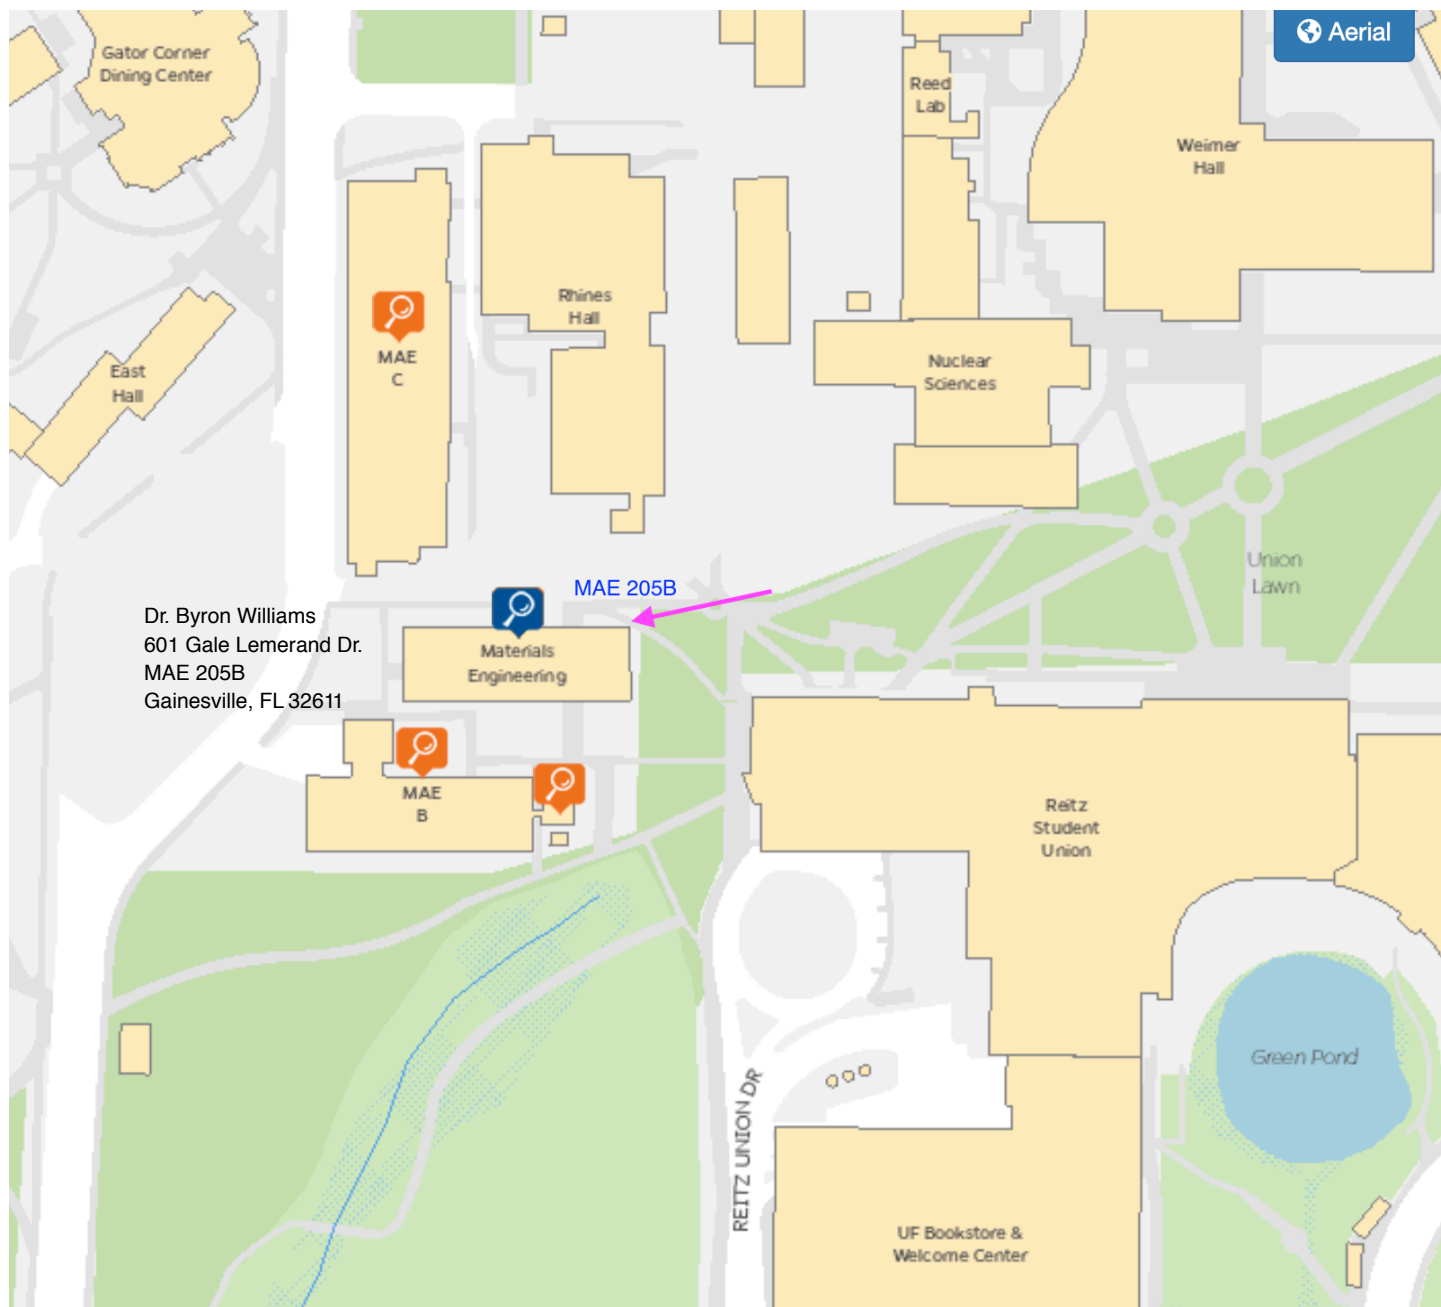 Aerial
Gator Corner
Dining Center
Reed
Lab
Weimer
Hall
Rhines
Hall
MAE
C
East
Hall
Nuclear
Sciences
Union
Lawn
MAE 205B
Dr. Byron Williams
601 Gale Lemerand Dr.
MAE 205B
Gainesville, FL 32611
Materials
Engineering
MAE
B
Reitz
Student
Union
Green Pond
REITZ UNION DR
UF Bookstore &
Welcome Center